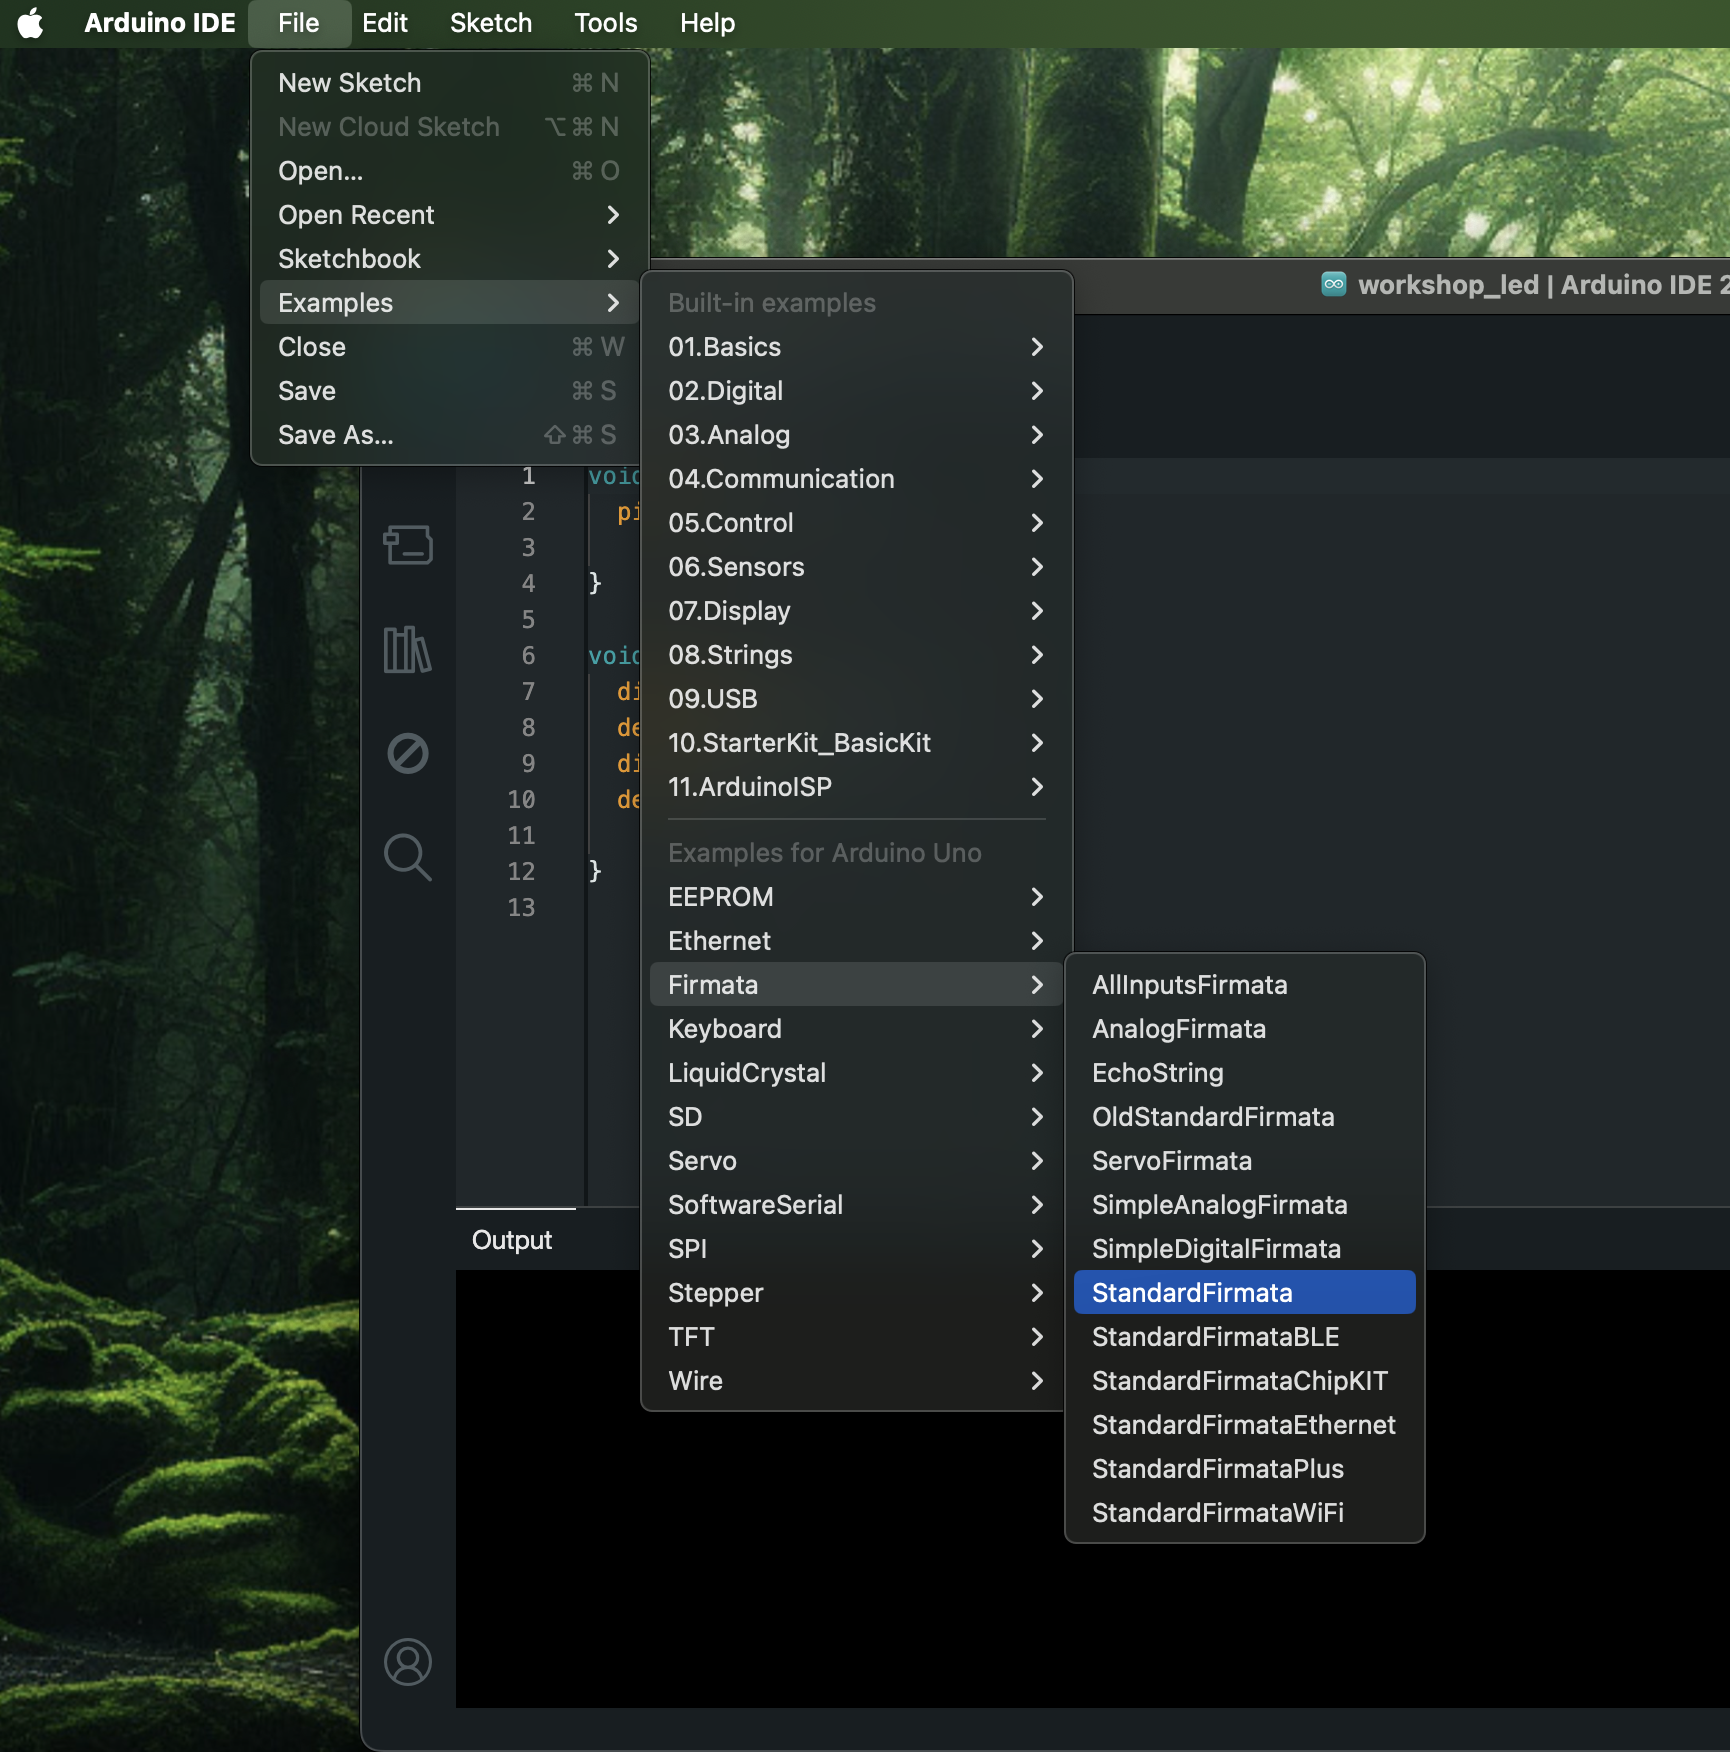 Arduino IDE File Edit Sketch Tools Help
New Sketch ⌘ N
New Cloud Sketch ⌥ ⌘ N
Open... ⌘ O
Open Recent
Sketchbook
Examples
Close ⌘ W
Save ⌘ S
Save As... ⇧ ⌘ S
workshop_led | Arduino IDE 2
Built-in examples
01.Basics
02.Digital
03.Analog
04.Communication
05.Control
06.Sensors
07.Display
08.Strings
09.USB
10.StarterKit_BasicKit
11.ArduinoISP
Examples for Arduino Uno
EEPROM
Ethernet
Firmata
Keyboard
LiquidCrystal
SD
Servo
SoftwareSerial
SPI
Stepper
TFT
Wire
AllInputsFirmata
AnalogFirmata
EchoString
OldStandardFirmata
ServoFirmata
SimpleAnalogFirmata
SimpleDigitalFirmata
StandardFirmata
StandardFirmataBLE
StandardFirmataChipKIT
StandardFirmataEthernet
StandardFirmataPlus
StandardFirmataWiFi
1 void
2 pi
3
4 }
5
6 void
7 di
8 de
9 di
10 de
11
12 }
13
Output